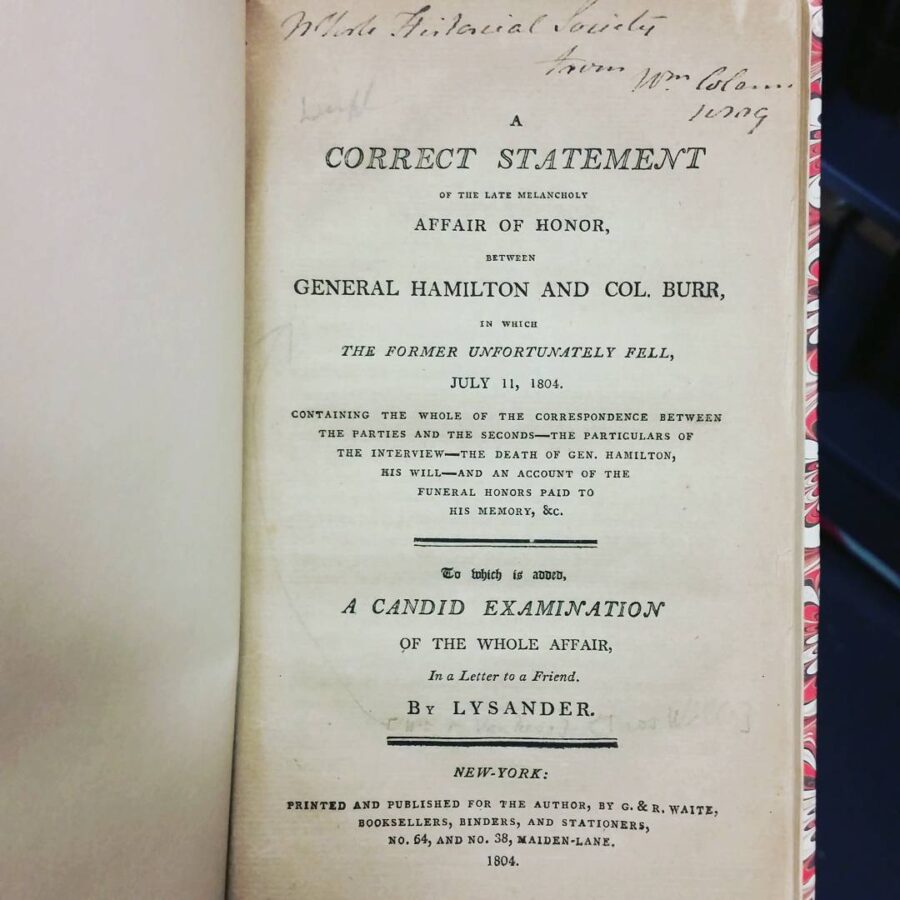 Historical Society
from Wm
A
CORRECT STATEMENT
OF THE LATE MELANCHOLY
AFFAIR OF HONOR,
BETWEEN
GENERAL HAMILTON AND COL. BURR,
IN WHICH
THE FORMER UNFORTUNATELY FELL,
JULY 11, 1804.
CONTAINING THE WHOLE OF THE CORRESPONDENCE BETWEEN
THE PARTIES AND THE SECONDS—THE PARTICULARS OF
THE INTERVIEW—THE DEATH OF GEN. HAMILTON,
HIS WILL—AND AN ACCOUNT OF THE
FUNERAL HONORS PAID TO
HIS MEMORY, &c.
To which is added,
A CANDID EXAMINATION
OF THE WHOLE AFFAIR,
In a Letter to a Friend.
By LYSANDER.
NEW-YORK:
PRINTED AND PUBLISHED FOR THE AUTHOR, BY G. & R. WAITE,
BOOKSELLERS, BINDERS, AND STATIONERS,
NO. 64, AND NO. 38, MAIDEN-LANE.
1804.